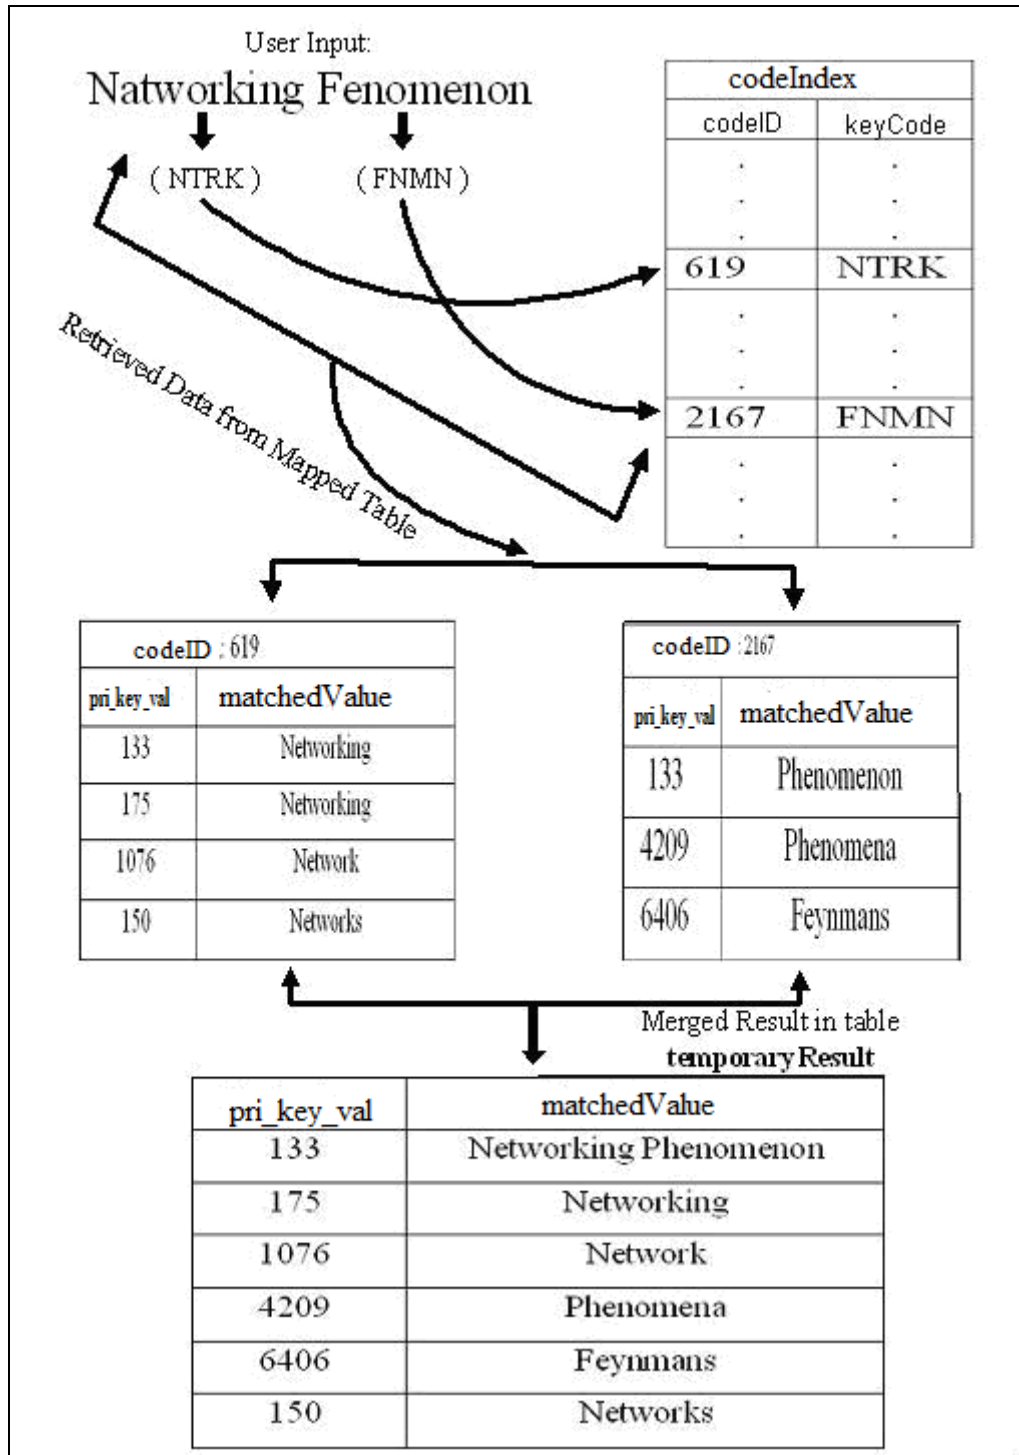 User Input:
Natworking Fenomenon
( NTRK ) ( FNMN )
codeIndex
codeID keyCode
619 NTRK
2167 FNMN
Retrieved Data from Mapped Table
codeID : 619
pri_key_val matchedValue
133 Networking
175 Networking
1076 Network
150 Networks
codeID : 2167
pri_key_val matchedValue
133 Phenomenon
4209 Phenomena
6406 Feynmans
Merged Result in table
temporary Result
pri_key_val matchedValue
133 Networking Phenomenon
175 Networking
1076 Network
4209 Phenomena
6406 Feynmans
150 Networks